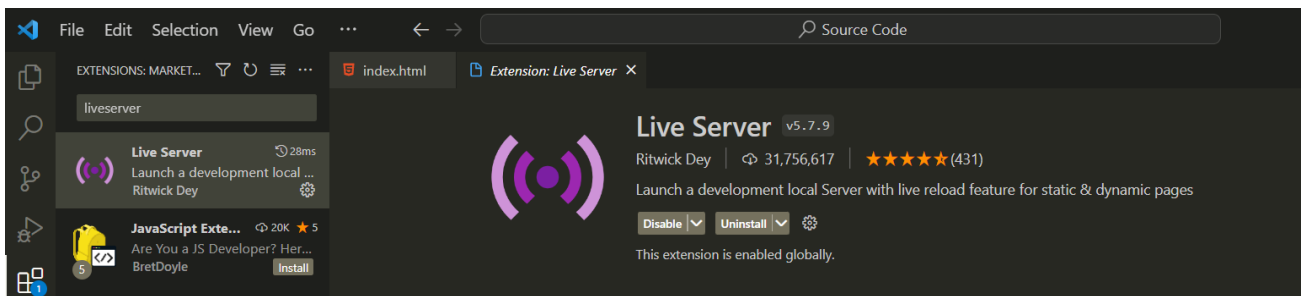 File Edit Selection View Go ··· Source Code
EXTENSIONS: MARKET... ···
index.html
Extension: Live Server
liveserver
Live Server 28ms
Launch a development local ...
Ritwick Dey
JavaScript Exte... 20K ★ 5
Are You a JS Developer? Her...
5
BretDoyle Install
1
Live Server v5.7.9
Ritwick Dey 31,756,617 (431)
Launch a development local Server with live reload feature for static & dynamic pages
Disable Uninstall
This extension is enabled globally.